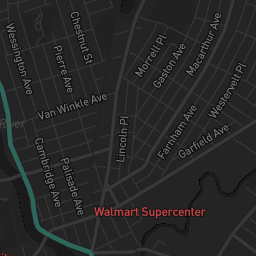 Wessington Ave
Pierre Ave
Chestnut St
Morrell Pl
Gaston Ave
Macarthur Ave
Westervelt Pl
Van Winkle Ave
River
Lincoln Pl
Farnham Ave
Garfield Ave
Cambridge Ave
Palisade Ave
Walmart Supercenter